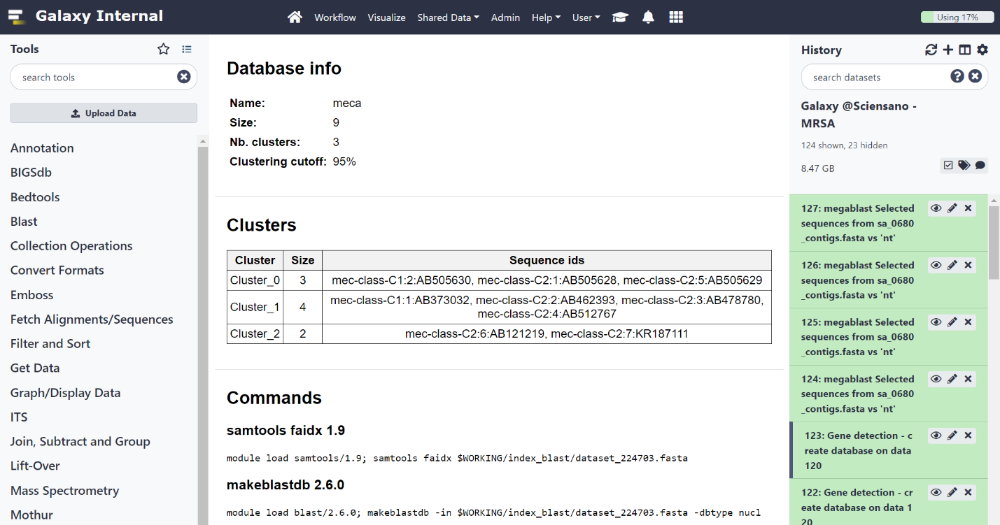 Galaxy Internal
Workflow
Visualize
Shared Data
Admin
Help
User
Using 17%
Tools
search tools
Upload Data
Annotation
BIGSdb
Bedtools
Blast
Collection Operations
Convert Formats
Emboss
Fetch Alignments/Sequences
Filter and Sort
Get Data
Graph/Display Data
ITS
Join, Subtract and Group
Lift-Over
Mass Spectrometry
Mothur
Database info
Name: meca
Size: 9
Nb. clusters: 3
Clustering cutoff: 95%
Clusters
Cluster Size Sequence ids
Cluster_0 3 mec-class-C1:2:AB505630, mec-class-C2:1:AB505628, mec-class-C2:5:AB505629
Cluster_1 4 mec-class-C1:1:AB373032, mec-class-C2:2:AB462393, mec-class-C2:3:AB478780,
mec-class-C2:4:AB512767
Cluster_2 2 mec-class-C2:6:AB121219, mec-class-C2:7:KR187111
Commands
samtools faidx 1.9
module load samtools/1.9; samtools faidx $WORKING/index_blast/dataset_224703.fasta
makeblastdb 2.6.0
module load blast/2.6.0; makeblastdb -in $WORKING/index_blast/dataset_224703.fasta -dbtype nucl
History
search datasets
Galaxy @Sciensano -
MRSA
124 shown, 23 hidden
8.47 GB
127: megablast Selected
sequences from sa_0680
_contigs.fasta vs 'nt'
126: megablast Selected
sequences from sa_0680
_contigs.fasta vs 'nt'
125: megablast Selected
sequences from sa_0680
_contigs.fasta vs 'nt'
124: megablast Selected
sequences from sa_0680
_contigs.fasta vs 'nt'
123: Gene detection - c
reate database on data
120
122: Gene detection - cr
eate database on data 1
20